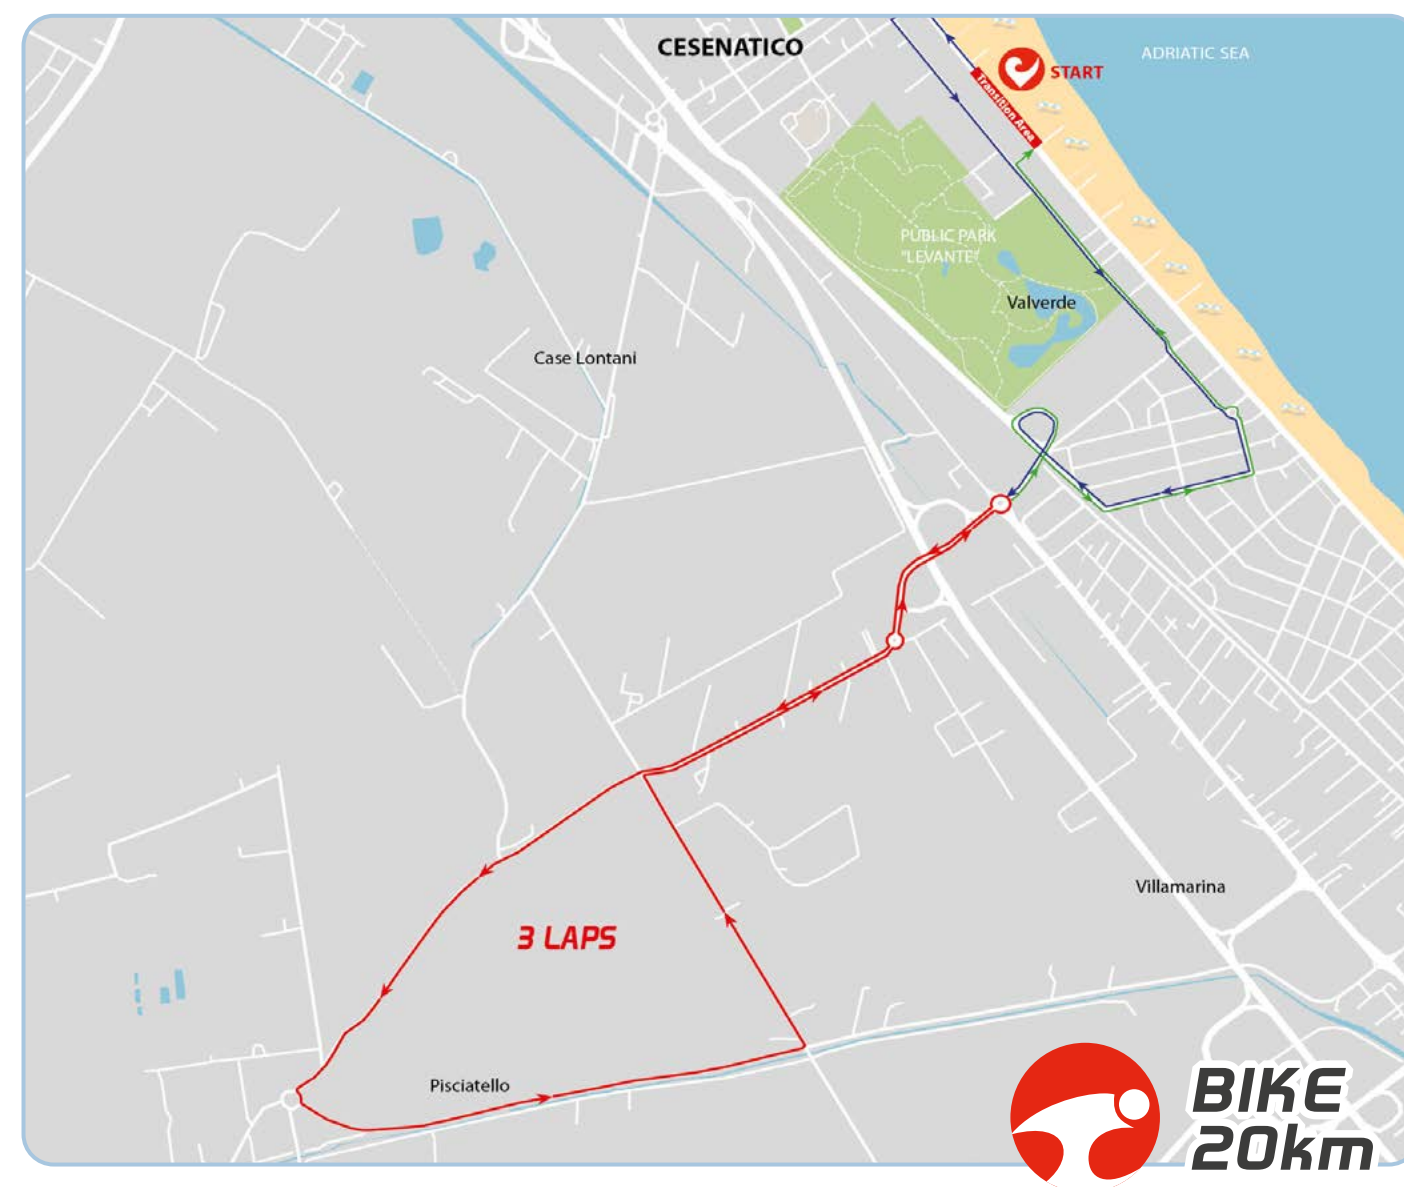 CESENATICO
ADRIATIC SEA
START
Transition Area
PUBLIC PARK
"LEVANTE"
Valverde
Case Lontani
Villamarina
3 LAPS
Pisciatello
BIKE
20km